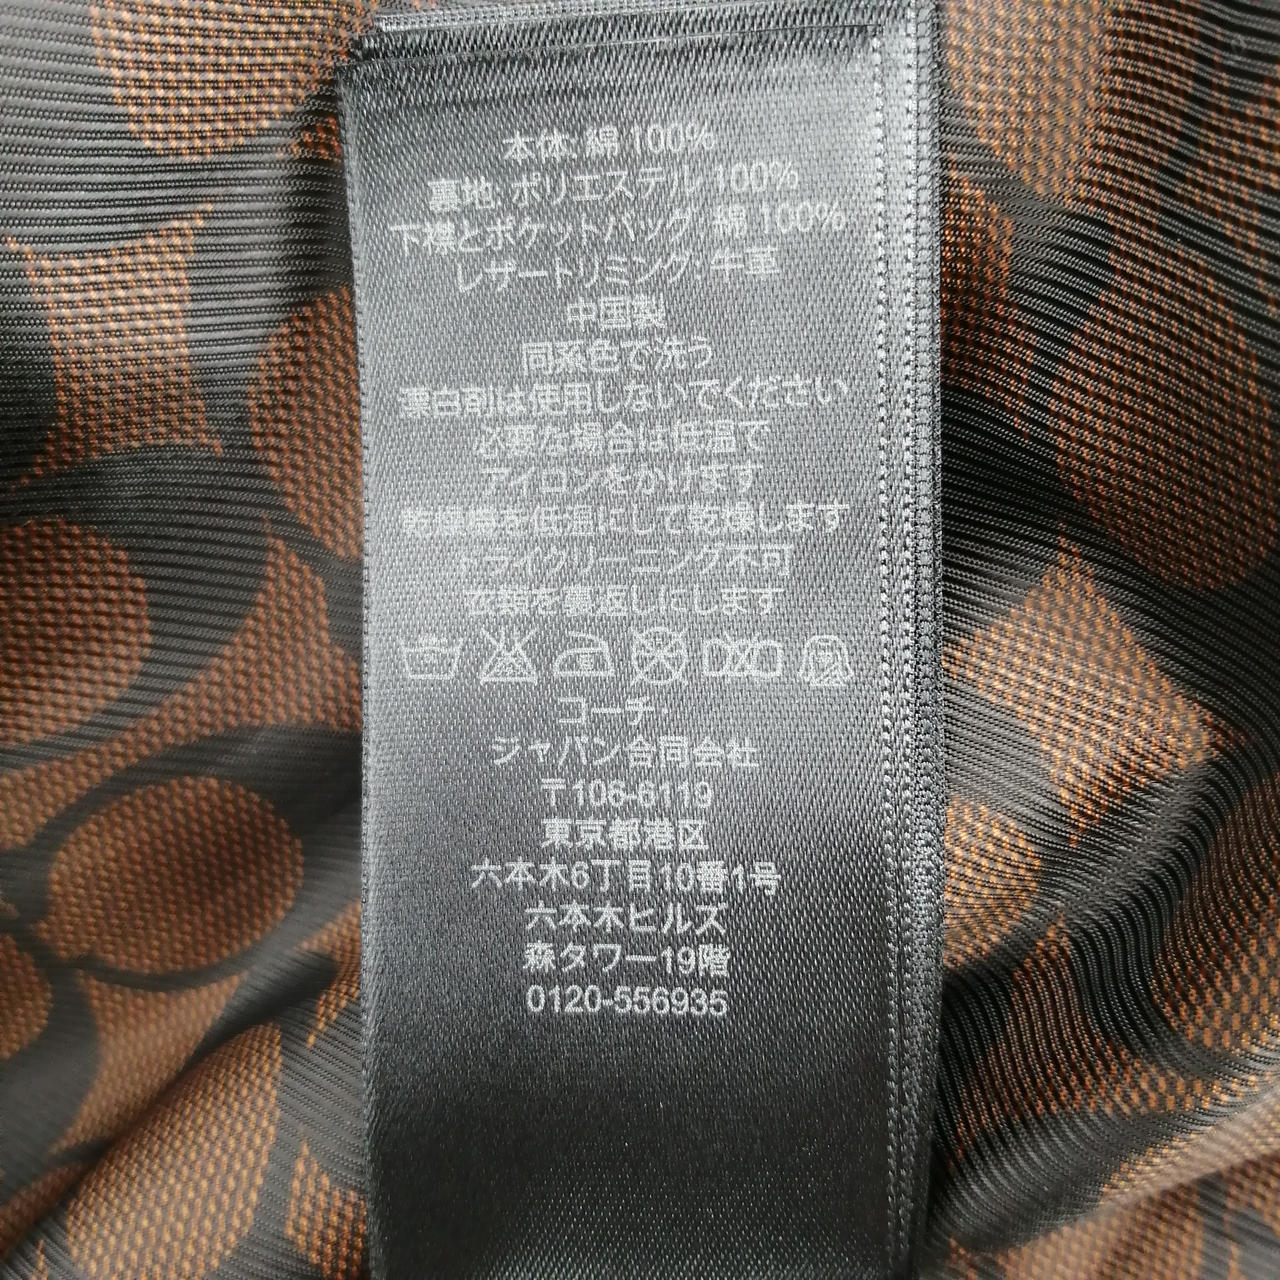 本体 綿 100%
裏地 ポリエステル 100%
下襟とポケットバッグ 綿 100%
レザートリミング: 牛革
中国製
同系色で洗う
漂白剤は使用しないでください
必要な場合は低温で
アイロンをかけます
乾燥機を低温にして乾燥します
ドライクリーニング不可
衣類を裏返しにします
コーチ・
ジャパン合同会社
〒106-6119
東京都港区
六本木6丁目10番1号
六本木ヒルズ
森タワー19階
0120-556935